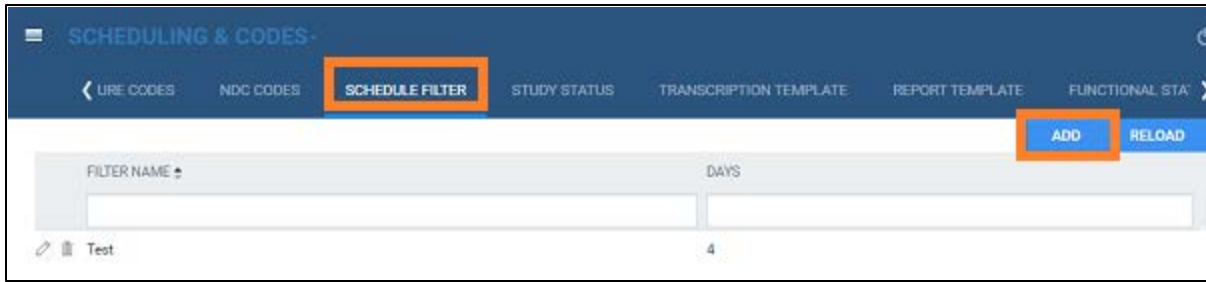 SCHEDULING & CODES-
URE CODES NDC CODES SCHEDULE FILTER STUDY STATUS TRANSCRIPTION TEMPLATE REPORT TEMPLATE FUNCTIONAL STA
ADD RELOAD
FILTER NAME DAYS
Test 4